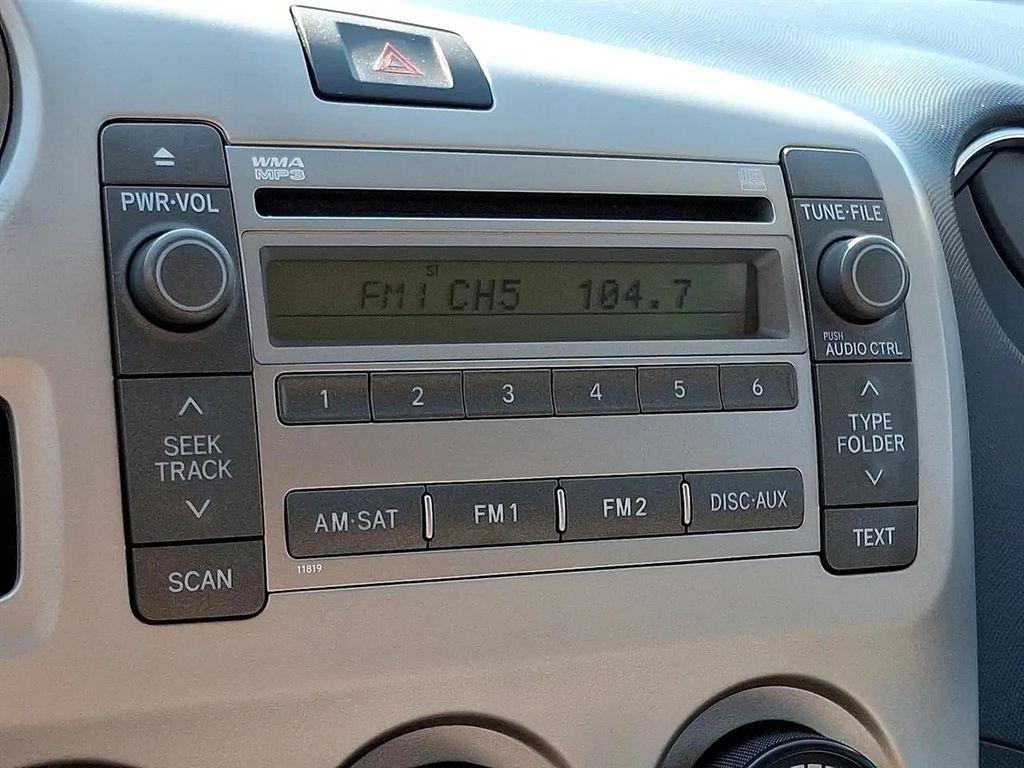 WMA
MP3
PWR·VOL
TUNE·FILE
ST
FM1 CH5 104.7
PUSH
AUDIO CTRL
1 2 3 4 5 6
SEEK
TRACK
TYPE
FOLDER
AM·SAT FM1 FM2 DISC·AUX
TEXT
SCAN
11819